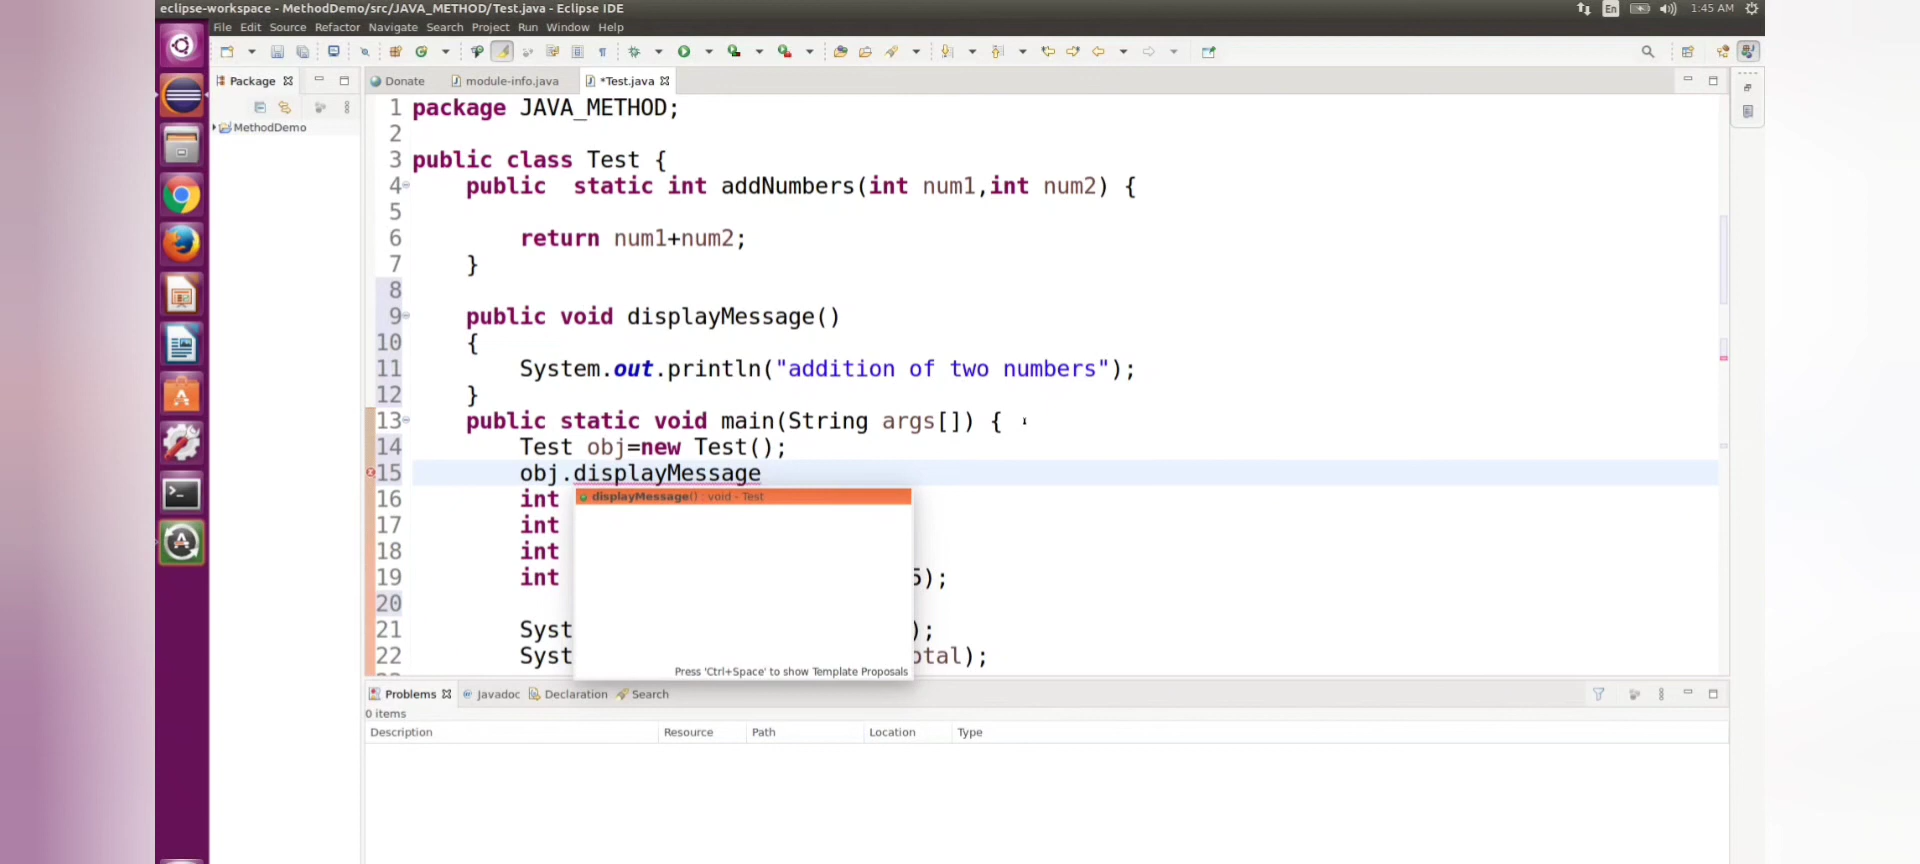 eclipse-workspace - MethodDemo/src/JAVA_METHOD/Test.java - Eclipse IDE
En
1:45 AM
File Edit Source Refactor Navigate Search Project Run Window Help
Package
Donate
module-info.java
*Test.java
MethodDemo
1 package JAVA_METHOD;
2
3 public class Test {
4 public  static int addNumbers(int num1,int num2) {
5
6 return num1+num2;
7 }
8
9 public void displayMessage()
10 {
11 System.out.println("addition of two numbers");
12 }
13 public static void main(String args[]) {
14 Test obj=new Test();
15 obj.displayMessage
displayMessage() : void - Test
16 int
17 int
18 int
19 int 5);
20
21 Syst );
22 Syst otal);
Press 'Ctrl+Space' to show Template Proposals
Problems
Javadoc
Declaration
Search
0 items
Description Resource Path Location Type